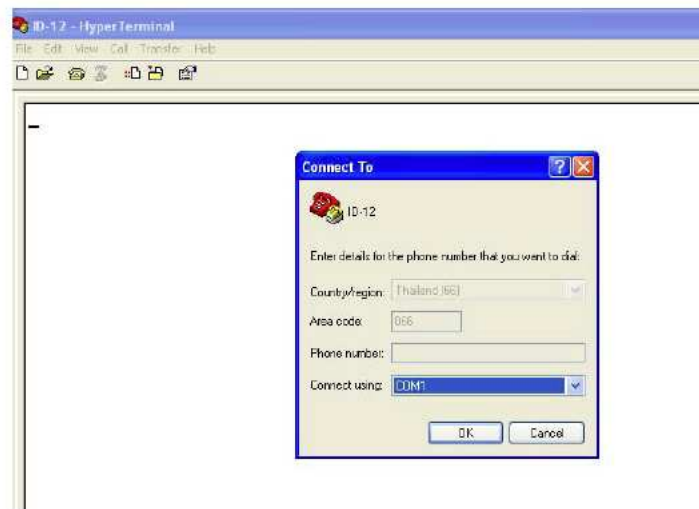 ID-12 - HyperTerminal
File Edit View Call Transfer Help
Connect To
ID-12
Enter details for the phone number that you want to dial:
Country/region: Thailand (66)
Area code: 066
Phone number:
Connect using: COM1
OK Cancel